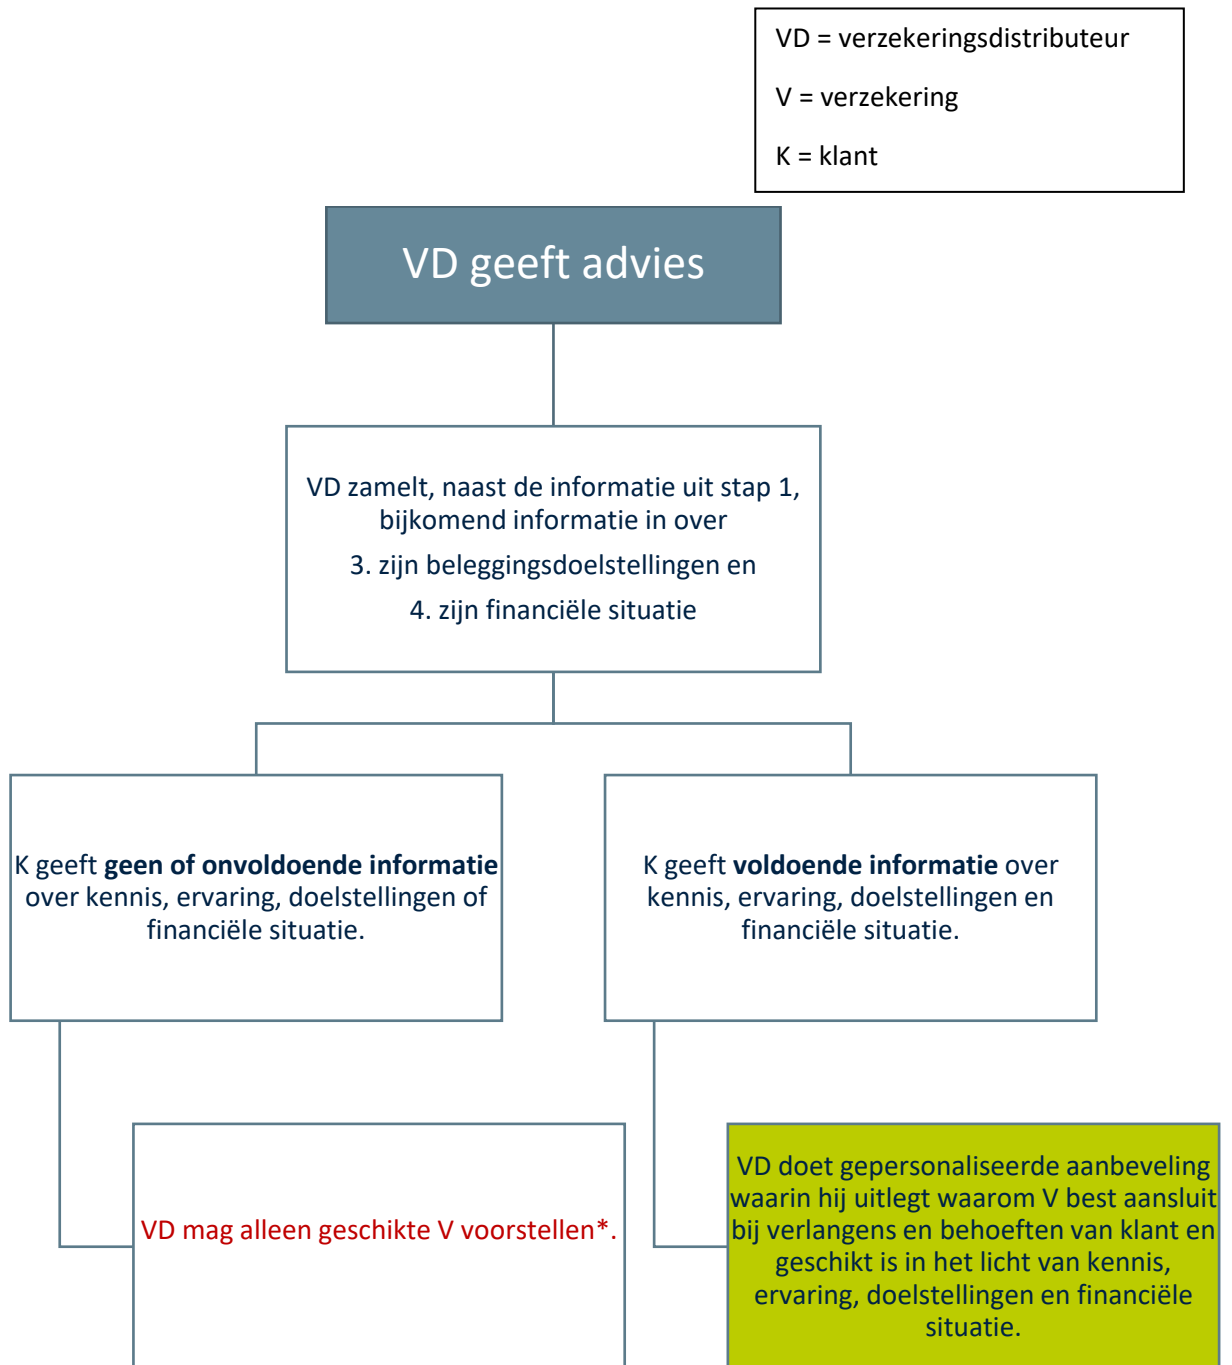 VD = verzekeringsdistributeur
V = verzekering
K = klant
VD geeft advies
VD zamelt, naast de informatie uit stap 1,
bijkomend informatie in over
3. zijn beleggingsdoelstellingen en
4. zijn financiële situatie
K geeft geen of onvoldoende informatie
over kennis, ervaring, doelstellingen of
financiële situatie.
K geeft voldoende informatie over
kennis, ervaring, doelstellingen en
financiële situatie.
VD mag alleen geschikte V voorstellen*.
VD doet gepersonaliseerde aanbeveling
waarin hij uitlegt waarom V best aansluit
bij verlangens en behoeften van klant en
geschikt is in het licht van kennis,
ervaring, doelstellingen en financiële
situatie.